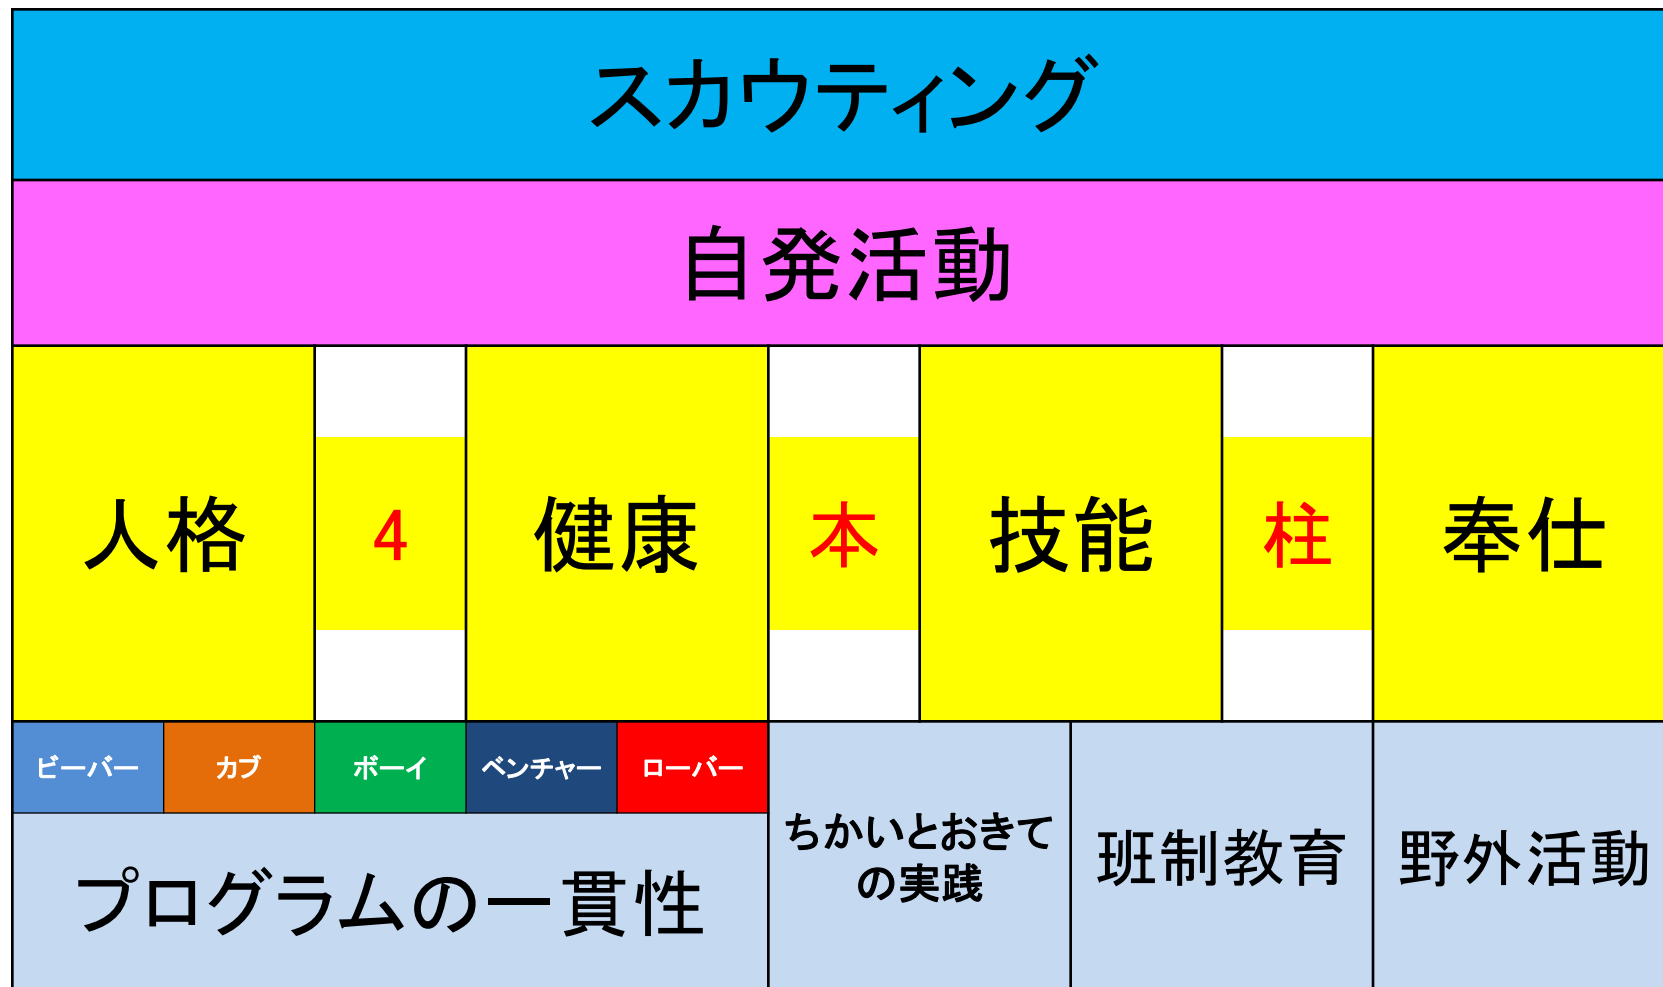 スカウティング
自発活動
人格 4 健康 本 技能 柱 奉仕
ビーバー カブ ボーイ ベンチャー ローバー
プログラムの一貫性
ちかいとおきて
の実践
班制教育
野外活動